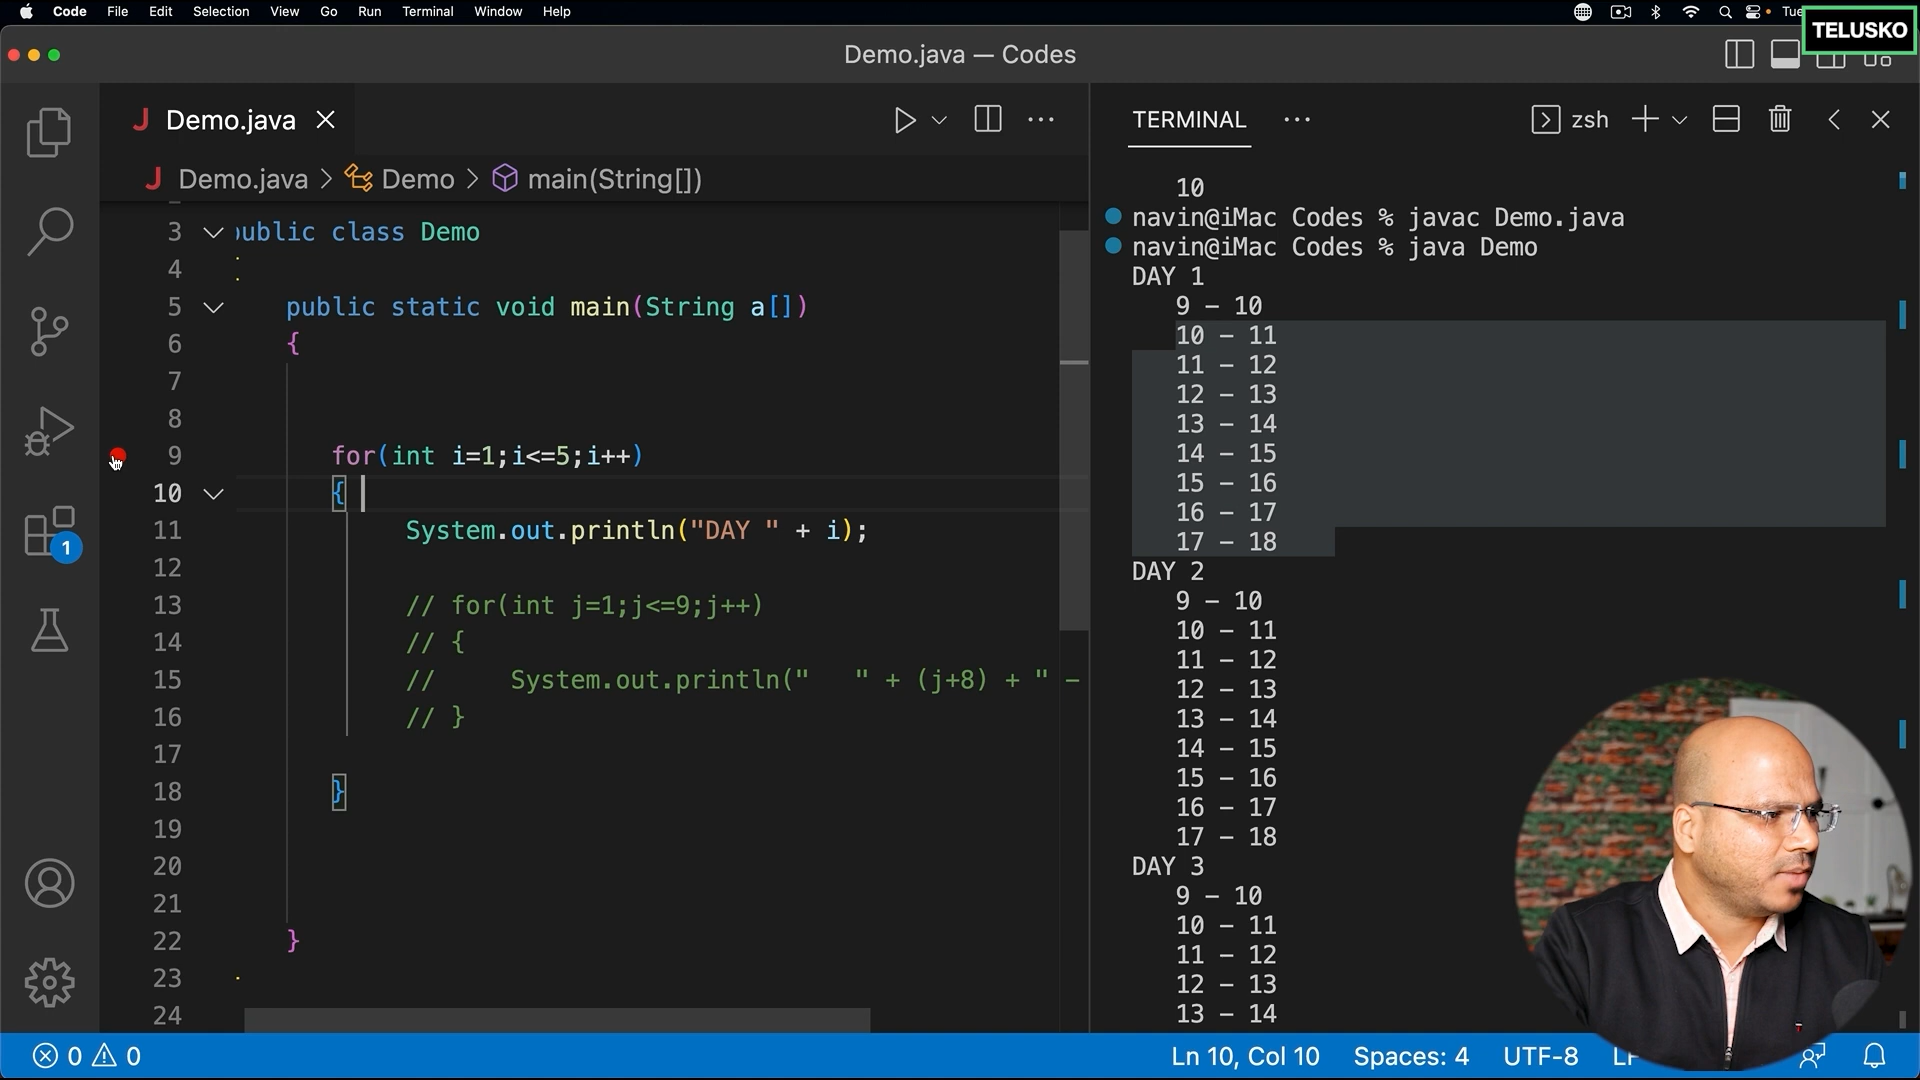 Code File Edit Selection View Go Run Terminal Window Help
TELUSKO
Demo.java — Codes
Demo.java
TERMINAL
zsh
Demo.java > Demo > main(String[])
3 public class Demo
4
5 public static void main(String a[])
6 {
7
8
9 for(int i=1;i<=5;i++)
10 {
11 System.out.println("DAY " + i);
12
13 // for(int j=1;j<=9;j++)
14 // {
15 // System.out.println("   " + (j+8) + " –
16 // }
17
18 }
19
20
21
22 }
23
24
1
10
navin@iMac Codes % javac Demo.java
navin@iMac Codes % java Demo
DAY 1
9 – 10
10 – 11
11 – 12
12 – 13
13 – 14
14 – 15
15 – 16
16 – 17
17 – 18
DAY 2
9 – 10
10 – 11
11 – 12
12 – 13
13 – 14
14 – 15
15 – 16
16 – 17
17 – 18
DAY 3
9 – 10
10 – 11
11 – 12
12 – 13
13 – 14
0 0
Ln 10, Col 10 Spaces: 4 UTF-8